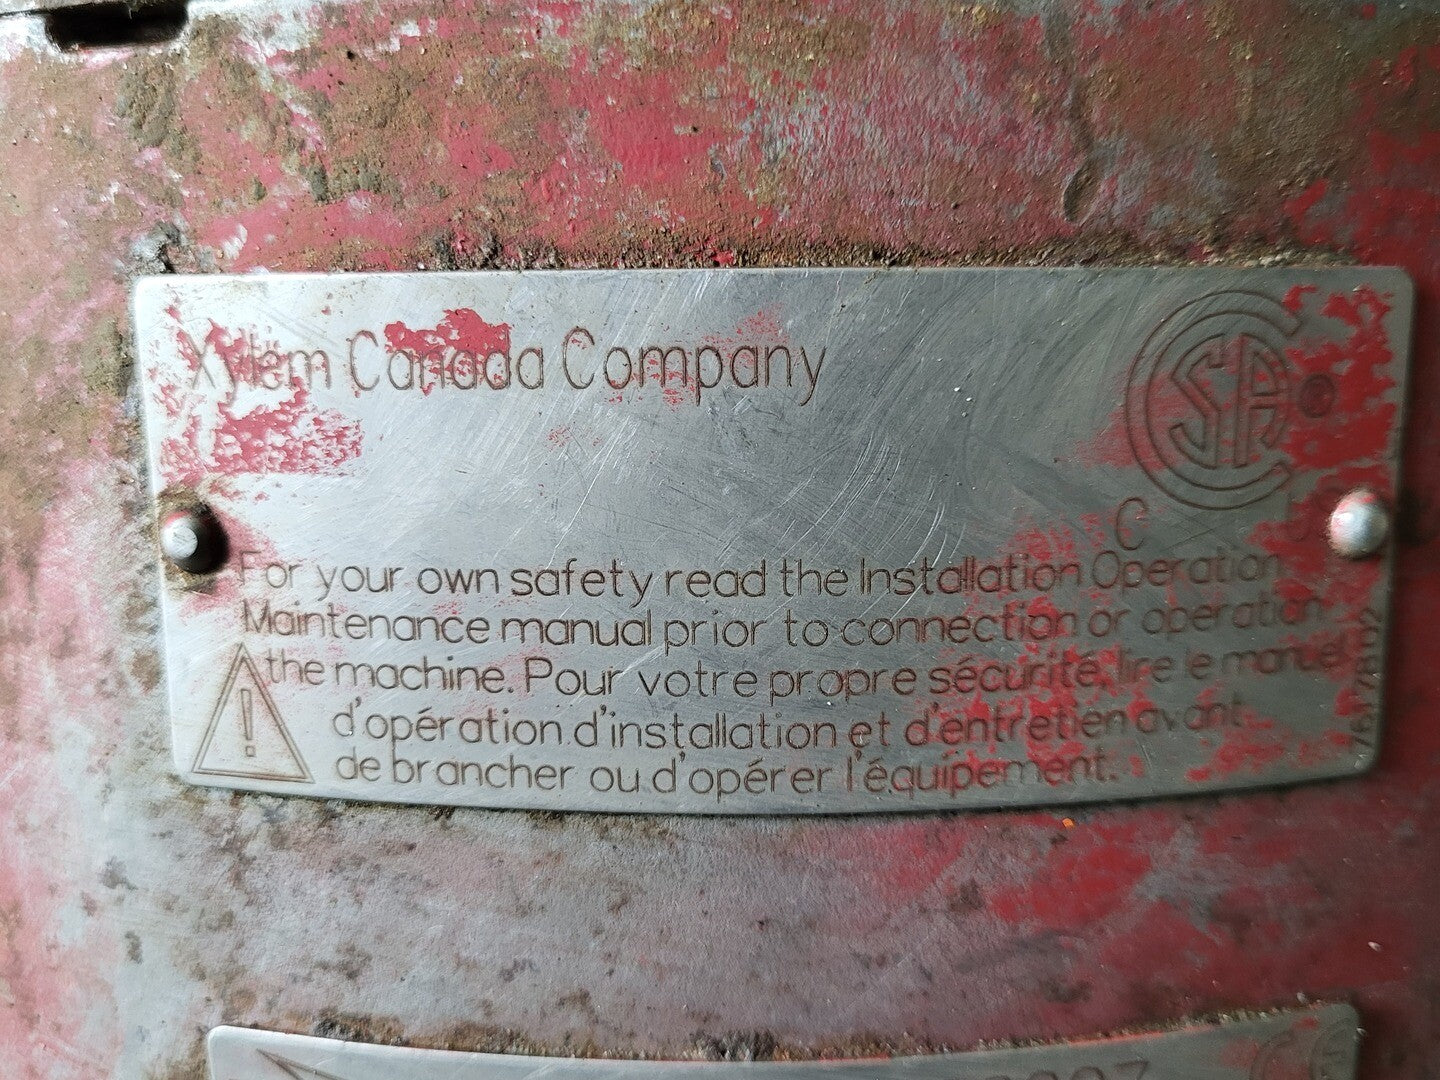 Xylem Canada Company
CSA
®
C
For your own safety read the Installation Operation
Maintenance manual prior to connection or operation
the machine. Pour votre propre sécurité, lire le manuel
d'opération d'installation et d'entretien avant
de brancher ou d'opérer l'équipement.
!